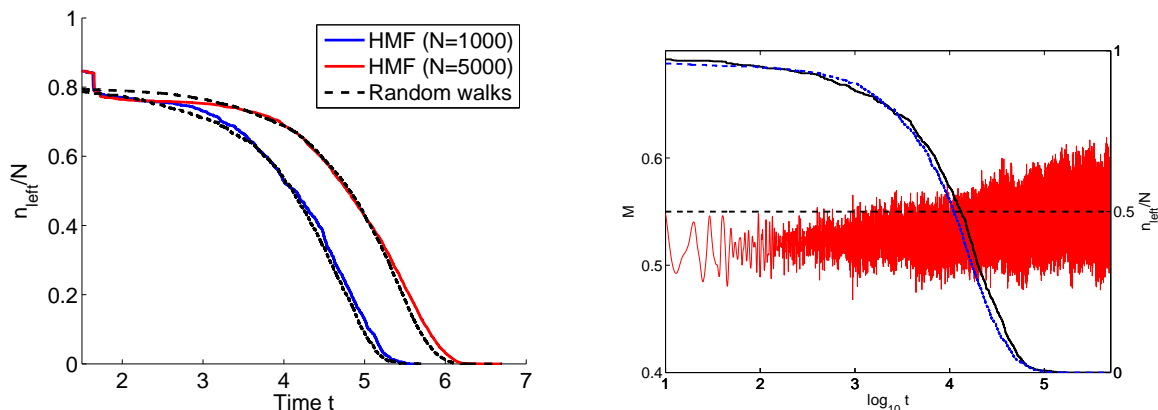 1
0.8
0.6
0.4
0.2
0
n_left/N
HMF (N=1000)
HMF (N=5000)
Random walks
2 3 4 5 6 7
Time t
M
0.6
0.5
0.4
1 2 3 4 5
log_10 t
1
0.5
0
n_left/N